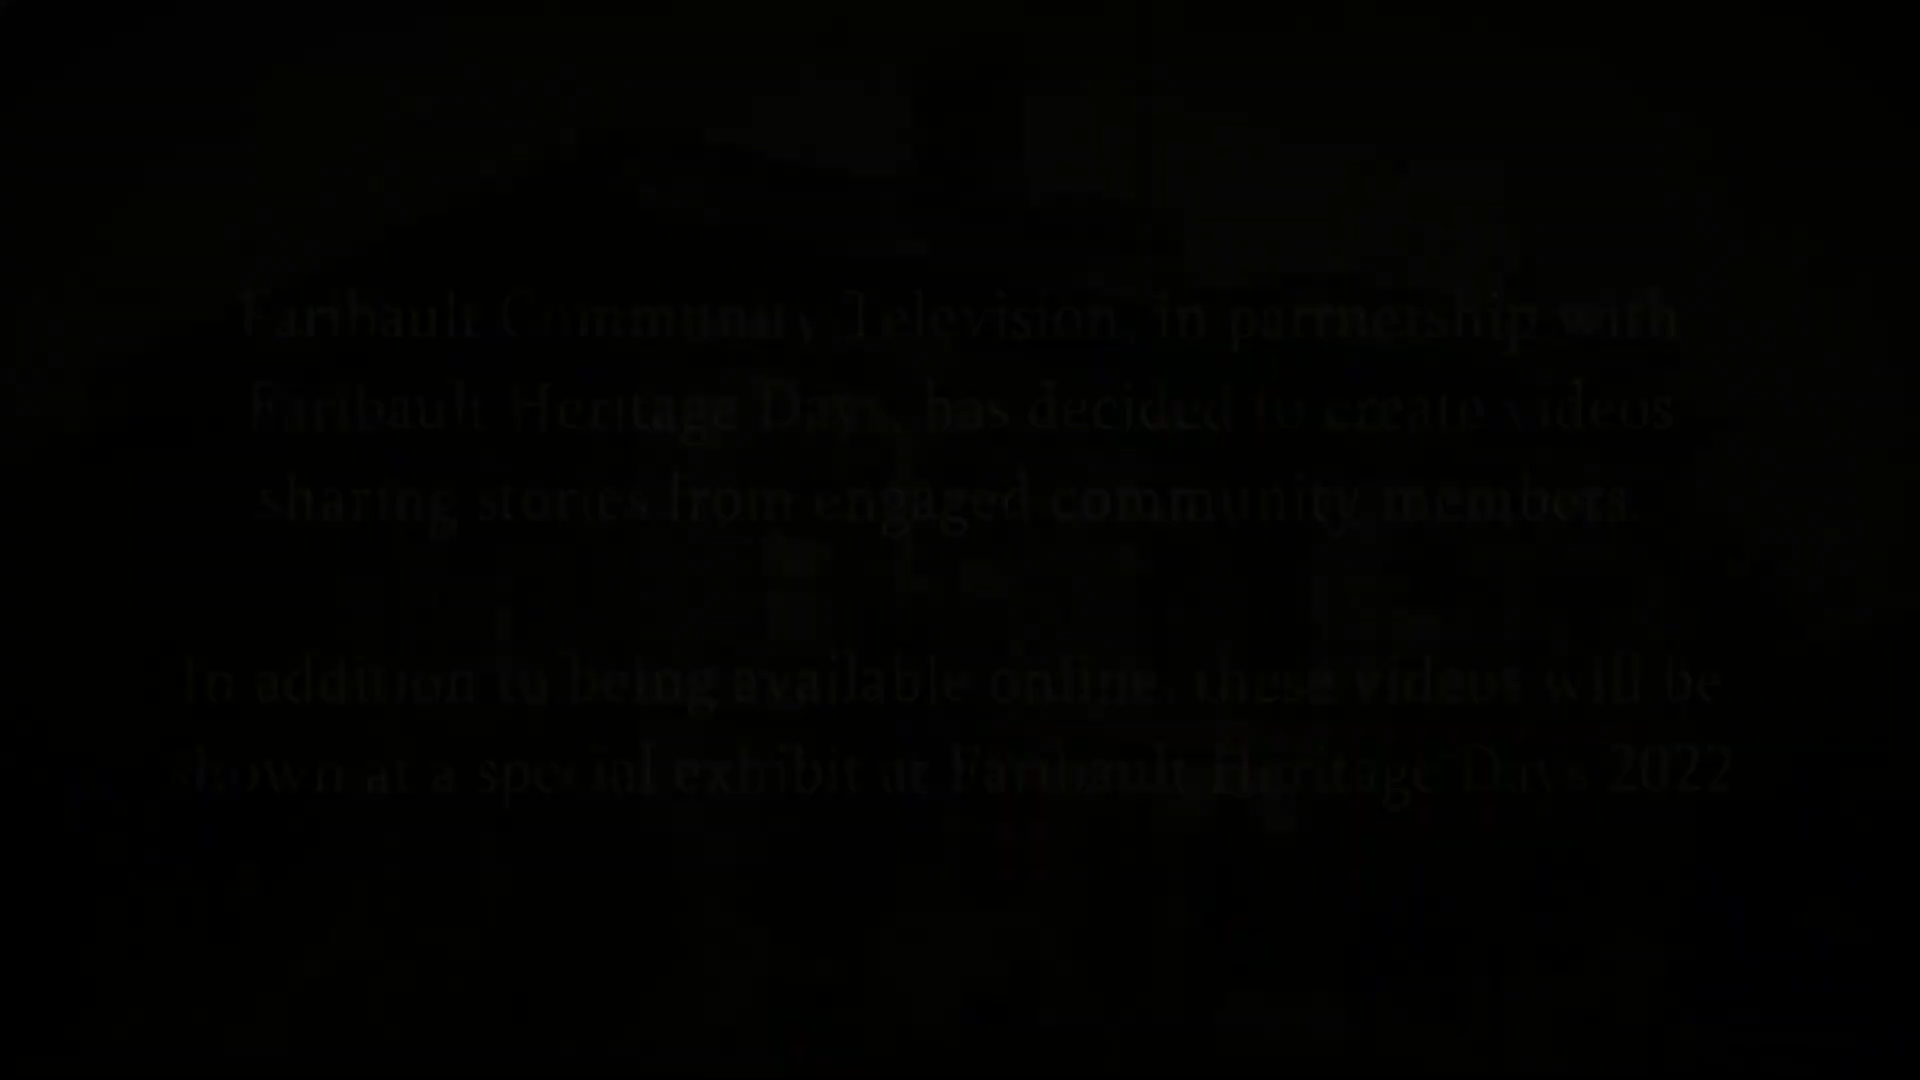 Faribault Community Television, in partnership with
Faribault Heritage Days, has decided to create videos
sharing stories from engaged community members.
In addition to being available online, these videos will be
shown at a special exhibit at Faribault Heritage Days 2022